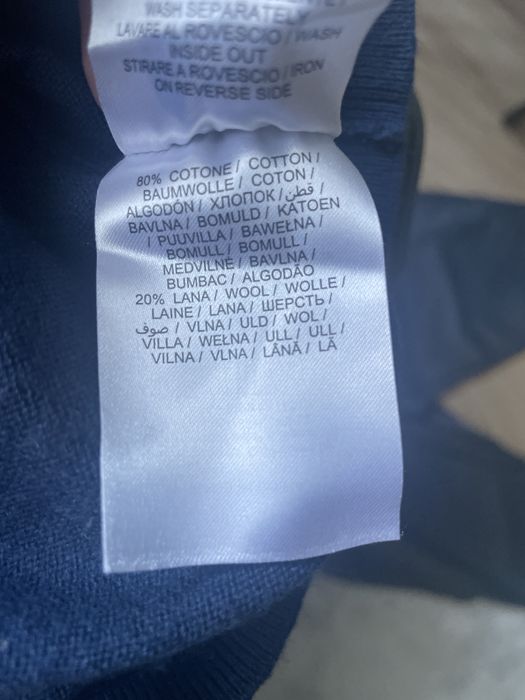 WASH SEPARATELY
LAVARE AL ROVESCIO / WASH
INSIDE OUT
STIRARE A ROVESCIO / IRON
ON REVERSE SIDE
80% COTONE / COTTON /
BAUMWOLLE / COTON /
ALGODÓN / ХЛОПОК / قطن /
BAVLNA / BOMULD / KATOEN
/ PUUVILLA / BAWEŁNA /
BOMULL / BOMULL /
MEDVILNĖ / BAVLNA /
BUMBAC / ALGODÃO
20% LANA / WOOL / WOLLE /
LAINE / LANA / ШЕРСТЬ /
صوف / VLNA / ULD / WOL /
VILLA / WEŁNA / ULL / ULL /
VILNA / VLNA / LÂNĂ / LÃ